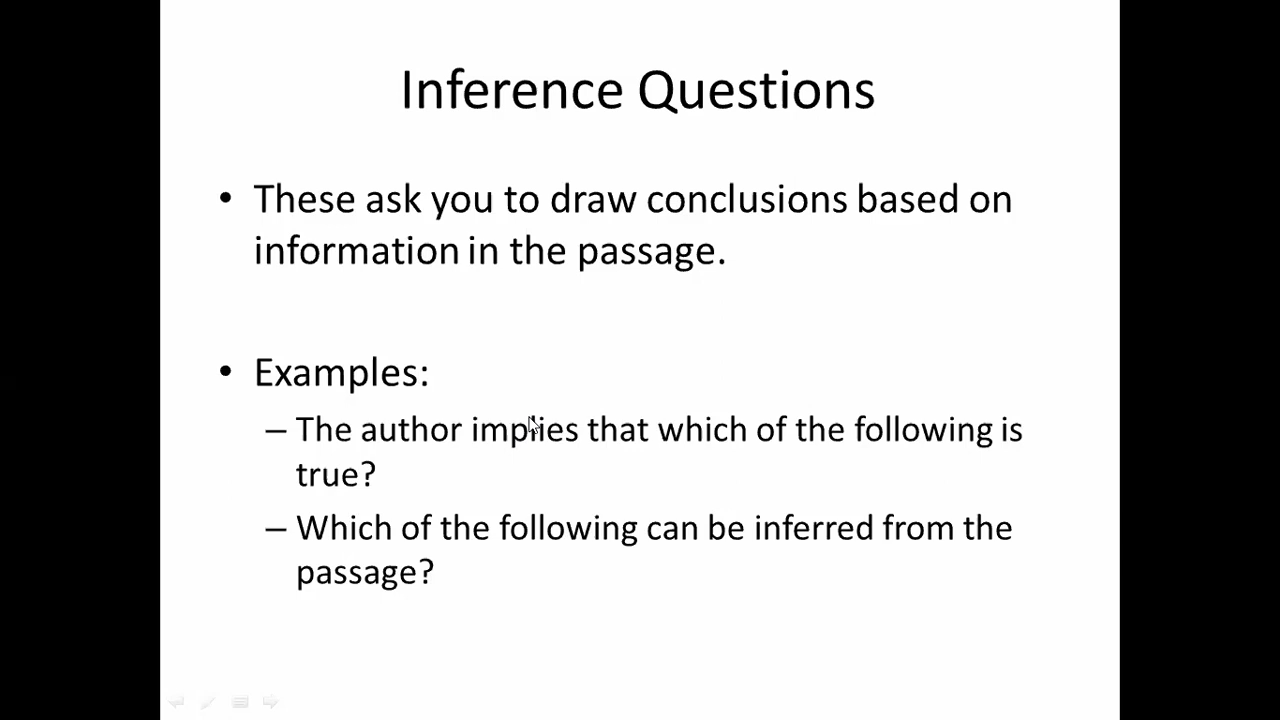 Inference Questions
• These ask you to draw conclusions based on
information in the passage.
• Examples:
– The author implies that which of the following is
true?
– Which of the following can be inferred from the
passage?